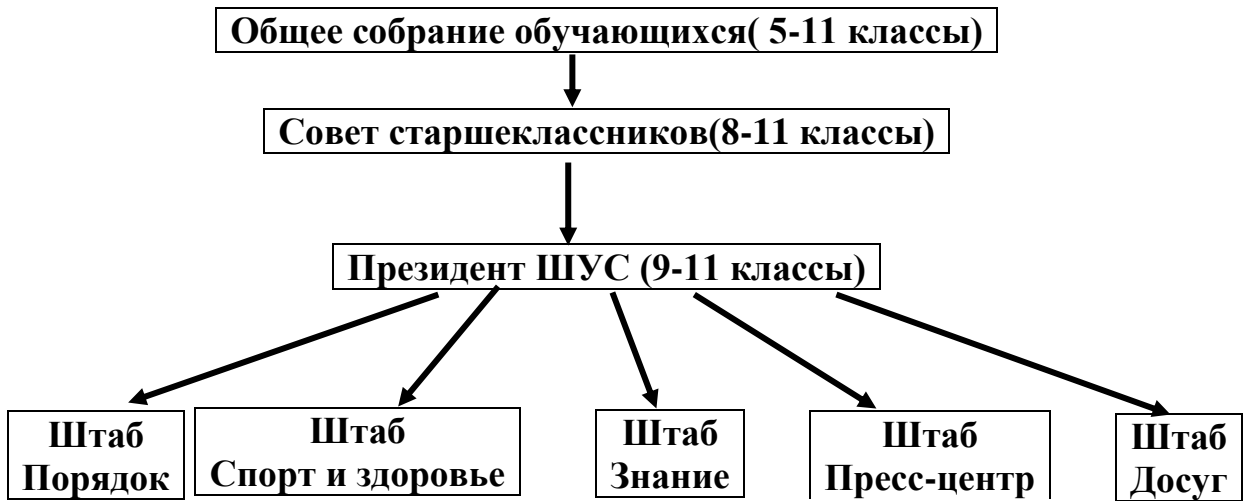 Общее собрание обучающихся( 5-11 классы)
Совет старшеклассников(8-11 классы)
Президент ШУС (9-11 классы)
Штаб
Порядок
Штаб
Спорт и здоровье
Штаб
Знание
Штаб
Пресс-центр
Штаб
Досуг